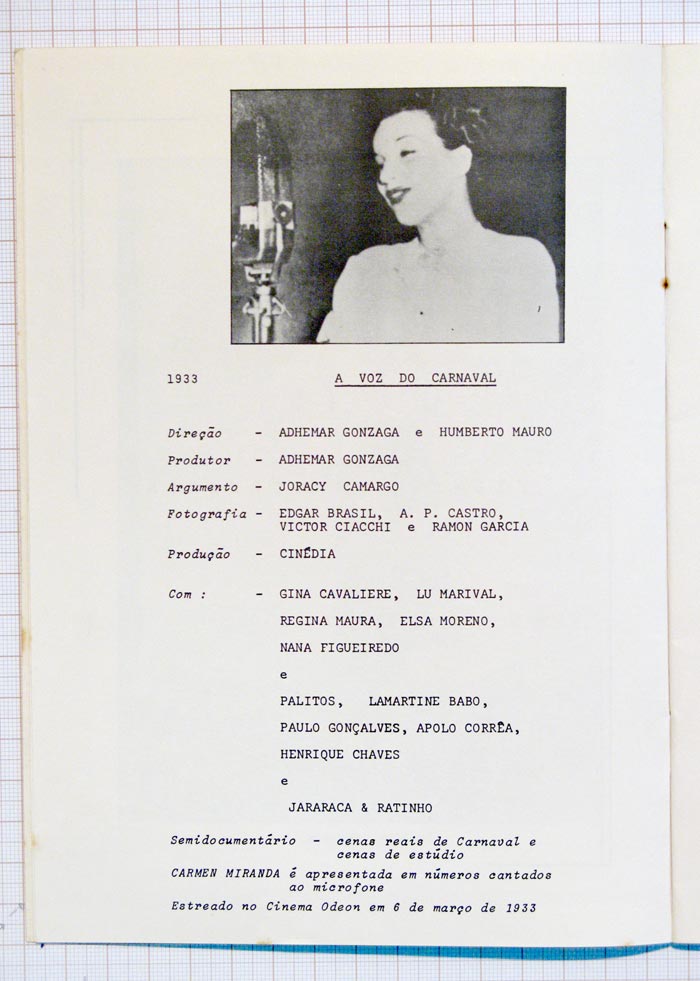 1933 A VOZ DO CARNAVAL
Direção - ADHEMAR GONZAGA e HUMBERTO MAURO
Produtor - ADHEMAR GONZAGA
Argumento - JORACY CAMARGO
Fotografia - EDGAR BRASIL, A. P. CASTRO,
VICTOR CIACCHI e RAMON GARCIA
Produção - CINÉDIA
Com : - GINA CAVALIERE, LU MARIVAL,
REGINA MAURA, ELSA MORENO,
NANA FIGUEIREDO
e
PALITOS, LAMARTINE BABO,
PAULO GONÇALVES, APOLO CORRÊA,
HENRIQUE CHAVES
e
JARARACA & RATINHO
Semidocumentário - cenas reais de Carnaval e
cenas de estúdio
CARMEN MIRANDA é apresentada em números cantados
ao microfone
Estreado no Cinema Odeon em 6 de março de 1933